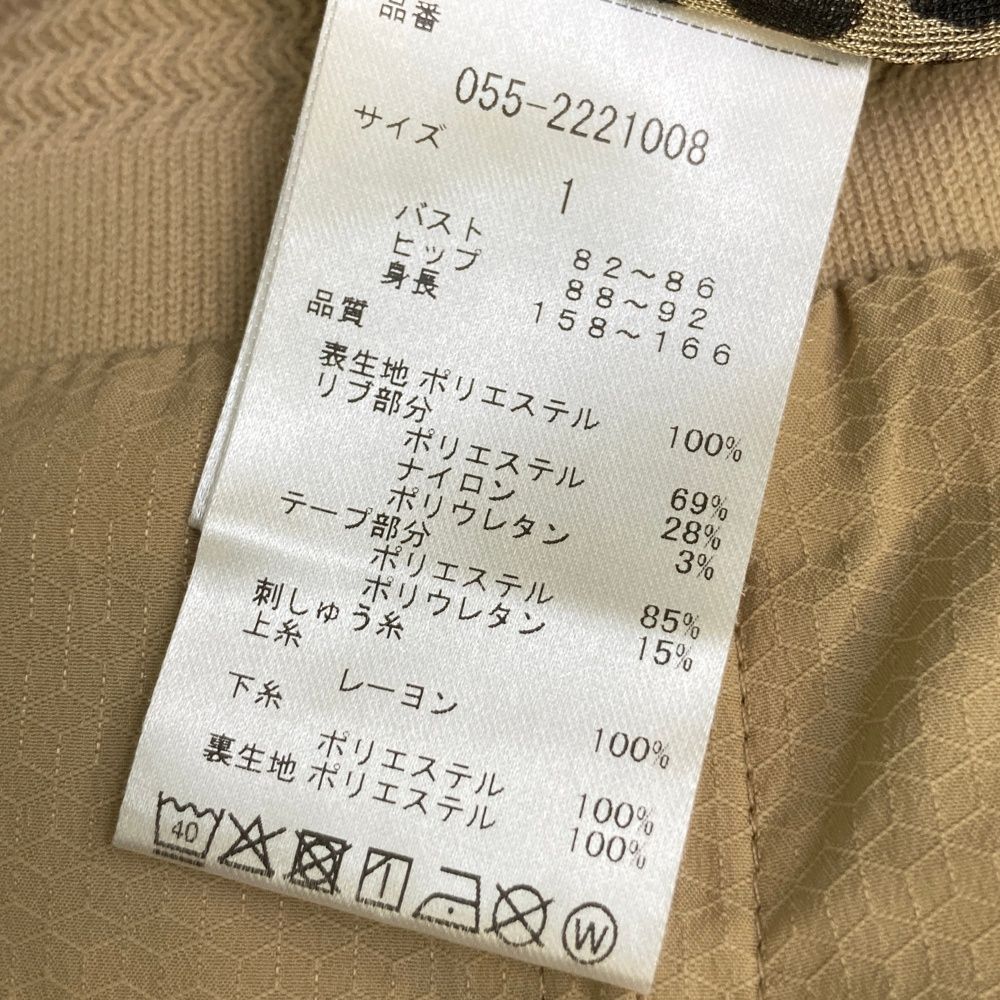 品番
055-2221008
サイズ
1
バスト 82～86
ヒップ 88～92
身長 158～166
品質
表生地 ポリエステル 100%
リブ部分
ポリエステル 69%
ナイロン 28%
ポリウレタン 3%
テープ部分
ポリエステル 85%
ポリウレタン 15%
刺しゅう糸
上糸
レーヨン 100%
下糸
ポリエステル 100%
裏生地 ポリエステル 100%
40
W